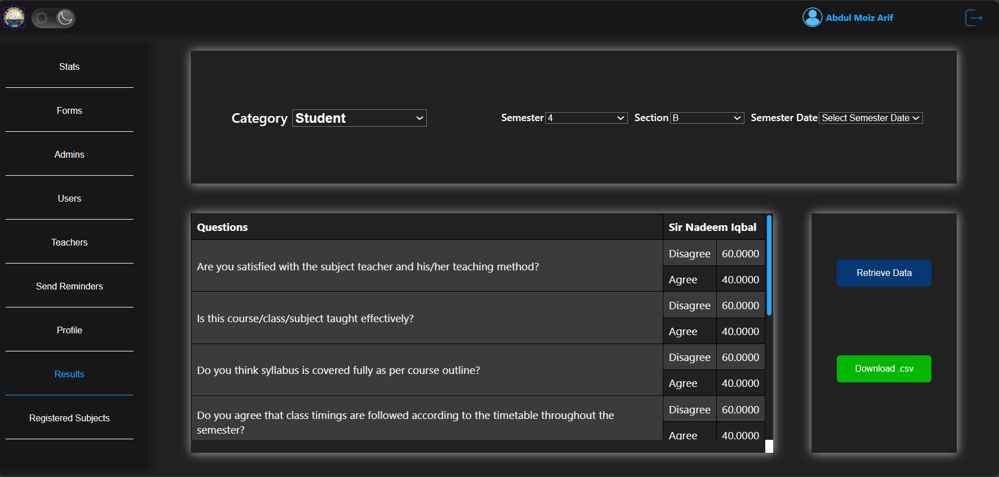 Abdul Moiz Arif
Stats
Forms
Admins
Users
Teachers
Send Reminders
Profile
Results
Registered Subjects
Category Student
Semester 4 Section B Semester Date Select Semester Date
Questions Sir Nadeem Iqbal
Are you satisfied with the subject teacher and his/her teaching method?
Disagree 60.0000
Agree 40.0000
Is this course/class/subject taught effectively?
Disagree 60.0000
Agree 40.0000
Do you think syllabus is covered fully as per course outline?
Disagree 60.0000
Agree 40.0000
Do you agree that class timings are followed according to the timetable throughout the
semester?
Disagree 60.0000
Agree 40.0000
Retrieve Data
Download .csv